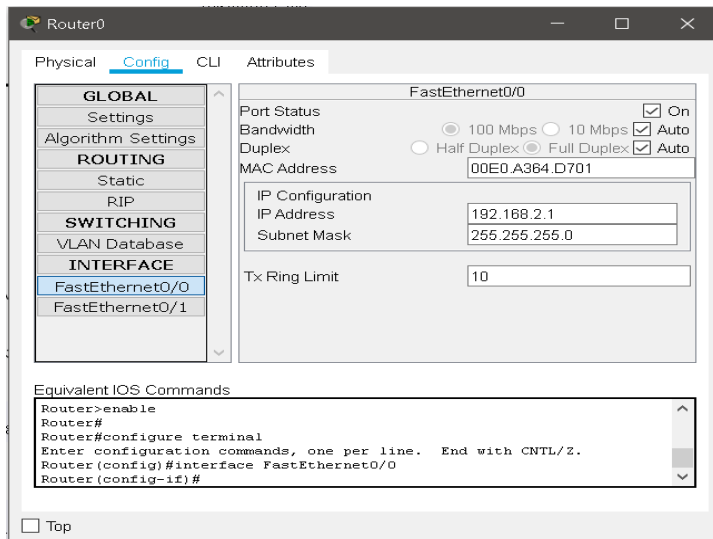 Router0
Physical Config CLI Attributes
GLOBAL
Settings
Algorithm Settings
ROUTING
Static
RIP
SWITCHING
VLAN Database
INTERFACE
FastEthernet0/0
FastEthernet0/1
FastEthernet0/0
Port Status On
Bandwidth 100 Mbps 10 Mbps Auto
Duplex Half Duplex Full Duplex Auto
MAC Address 00E0.A364.D701
IP Configuration
IP Address 192.168.2.1
Subnet Mask 255.255.255.0
Tx Ring Limit 10
Equivalent IOS Commands
Router>enable
Router#
Router#configure terminal
Enter configuration commands, one per line. End with CNTL/Z.
Router(config)#interface FastEthernet0/0
Router(config-if)#
Top